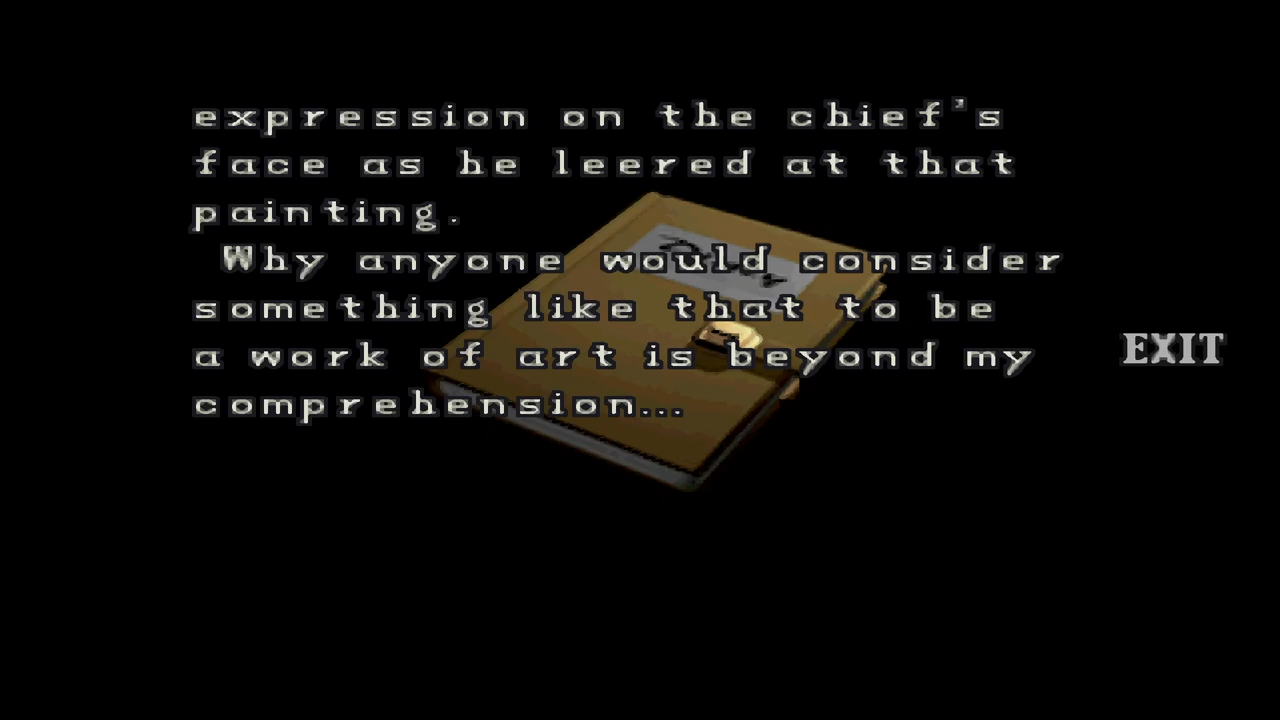 expression on the chief's
face as he leered at that
painting.
Why anyone would consider
something like that to be
a work of art is beyond my
comprehension...
EXIT
Diary